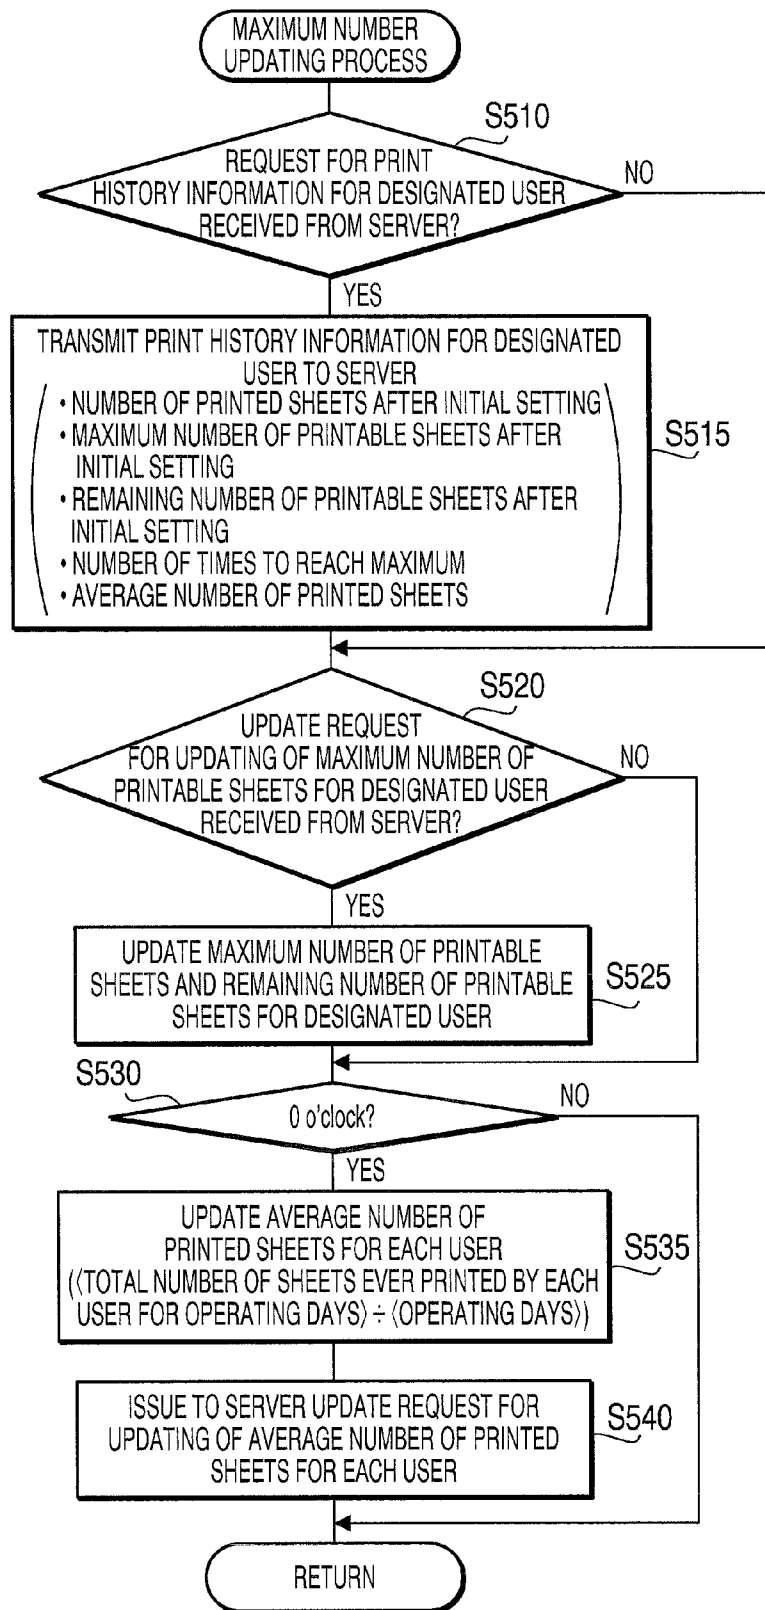 MAXIMUM NUMBER
UPDATING PROCESS
S510
REQUEST FOR PRINT
HISTORY INFORMATION FOR DESIGNATED USER
RECEIVED FROM SERVER?
NO
YES
TRANSMIT PRINT HISTORY INFORMATION FOR DESIGNATED
USER TO SERVER
• NUMBER OF PRINTED SHEETS AFTER INITIAL SETTING
• MAXIMUM NUMBER OF PRINTABLE SHEETS AFTER
INITIAL SETTING
• REMAINING NUMBER OF PRINTABLE SHEETS AFTER
INITIAL SETTING
• NUMBER OF TIMES TO REACH MAXIMUM
• AVERAGE NUMBER OF PRINTED SHEETS
S515
S520
UPDATE REQUEST
FOR UPDATING OF MAXIMUM NUMBER OF
PRINTABLE SHEETS FOR DESIGNATED USER
RECEIVED FROM SERVER?
NO
YES
UPDATE MAXIMUM NUMBER OF PRINTABLE
SHEETS AND REMAINING NUMBER OF PRINTABLE
SHEETS FOR DESIGNATED USER
S525
S530
0 o'clock?
NO
YES
UPDATE AVERAGE NUMBER OF
PRINTED SHEETS FOR EACH USER
(⟨TOTAL NUMBER OF SHEETS EVER PRINTED BY EACH
USER FOR OPERATING DAYS⟩ ÷ ⟨OPERATING DAYS⟩)
S535
ISSUE TO SERVER UPDATE REQUEST FOR
UPDATING OF AVERAGE NUMBER OF PRINTED
SHEETS FOR EACH USER
S540
RETURN